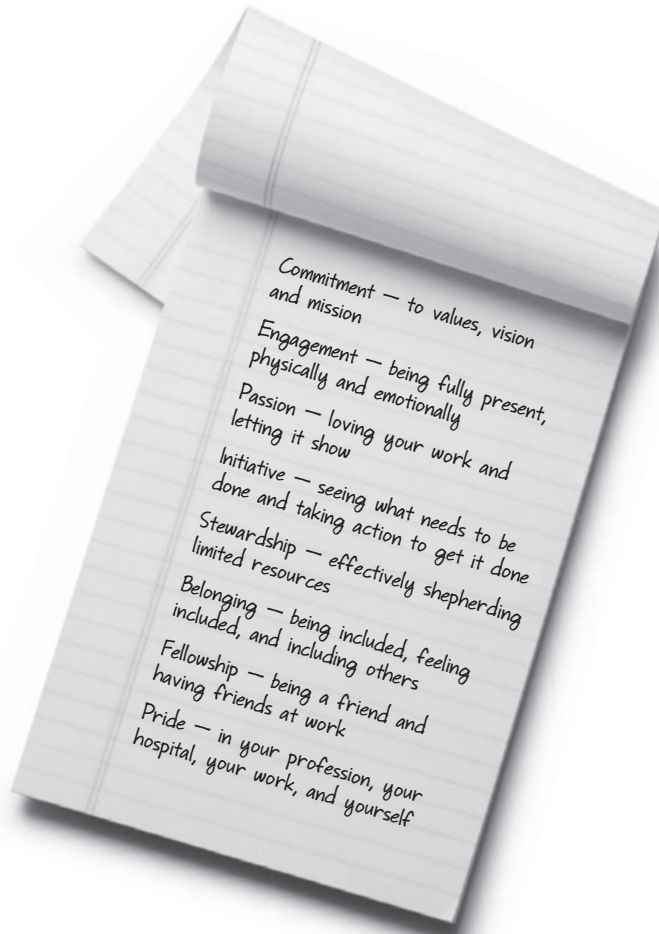 Commitment — to values, vision
and mission
Engagement — being fully present,
physically and emotionally
Passion — loving your work and
letting it show
Initiative — seeing what needs to be
done and taking action to get it done
Stewardship — effectively shepherding
limited resources
Belonging — being included, feeling
included, and including others
Fellowship — being a friend and
having friends at work
Pride — in your profession, your
hospital, your work, and yourself